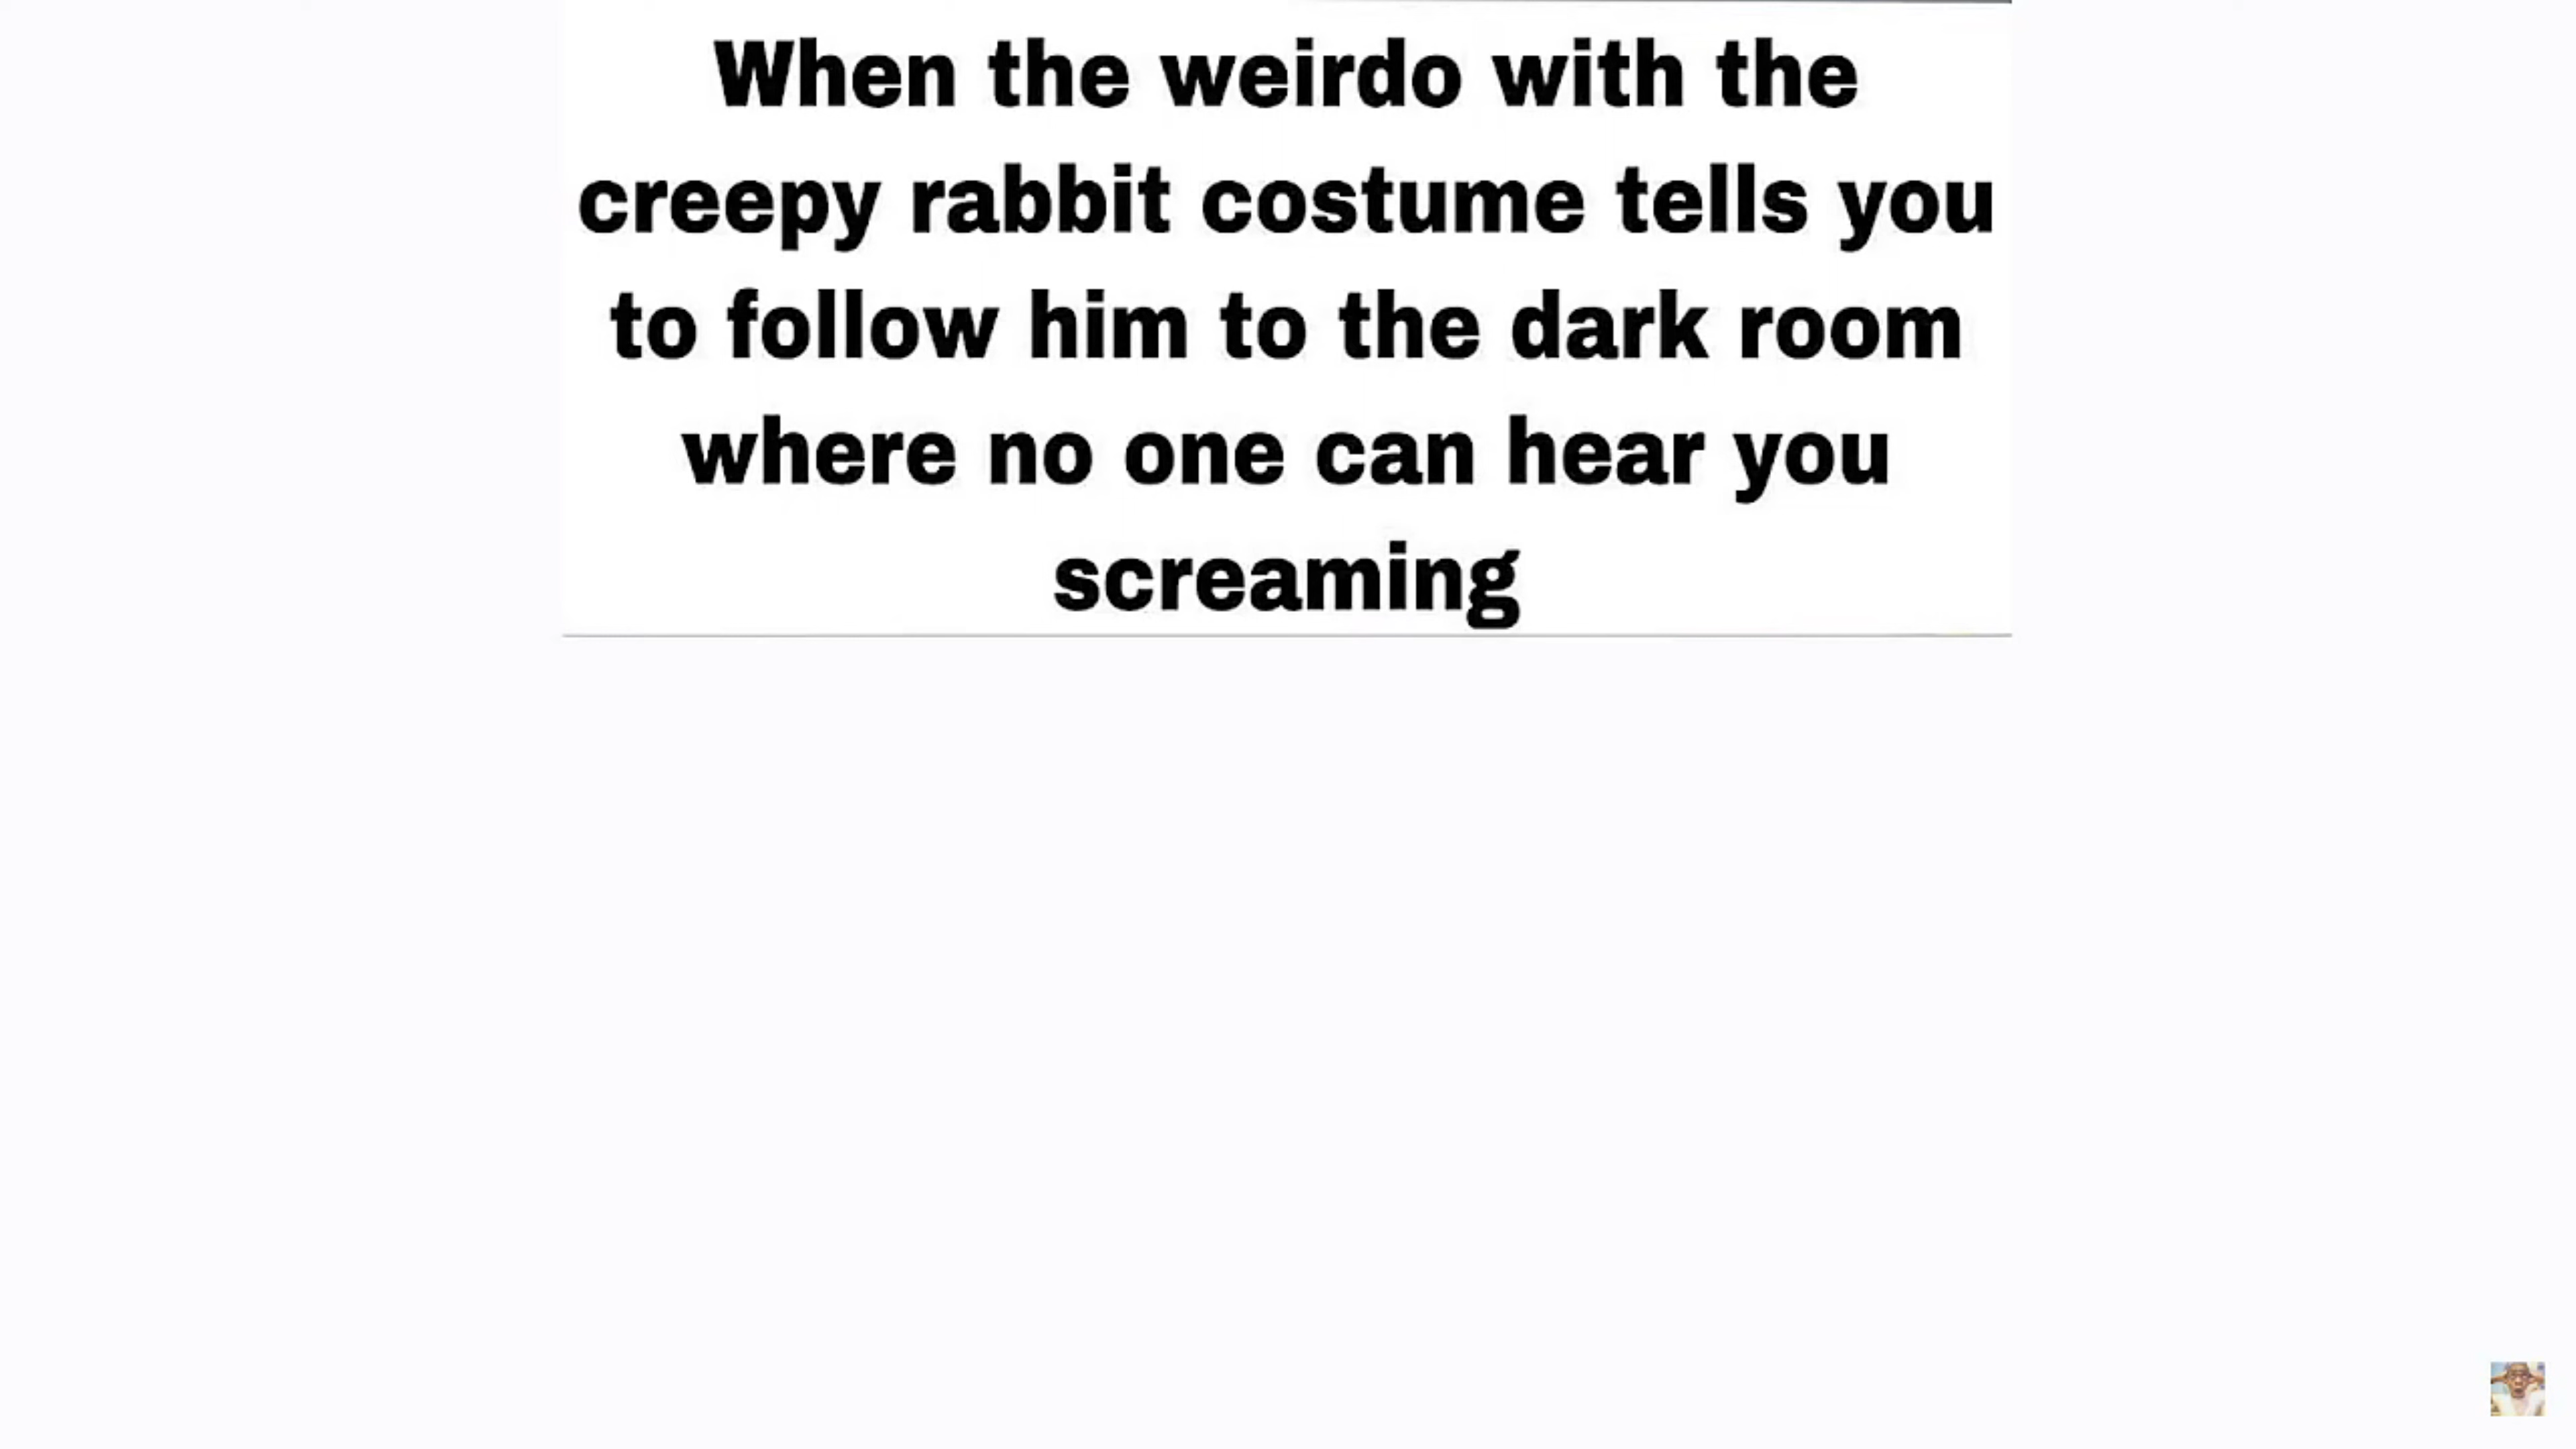 When the weirdo with the
creepy rabbit costume tells you
to follow him to the dark room
where no one can hear you
screaming